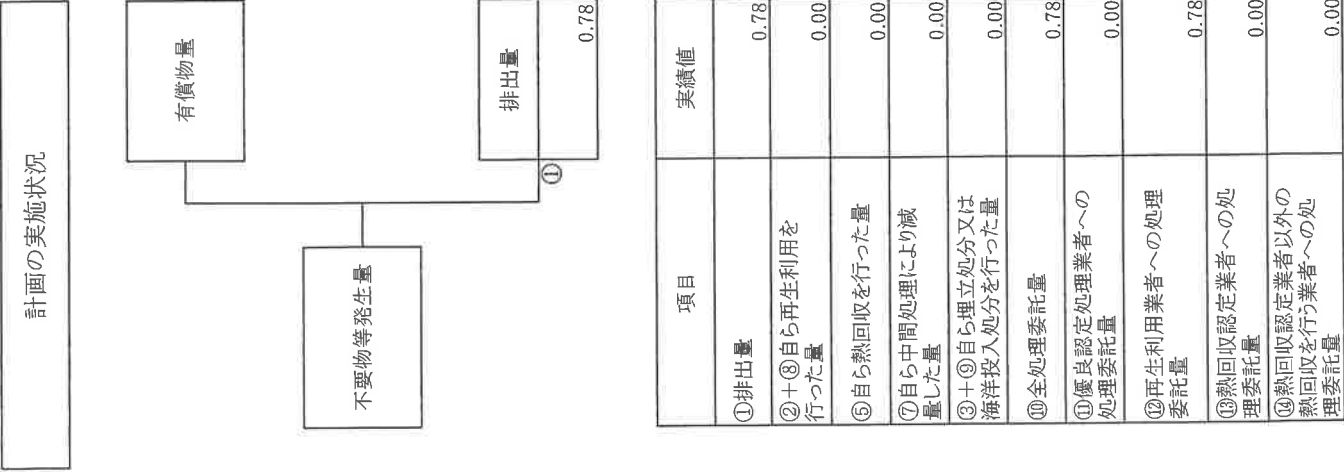 計画の実施状況
有償物量
不要物等発生量
排出量
①
0.78
項目
実績値
①排出量
0.78
②+⑧自ら再生利用を
行った量
0.00
⑤自ら熱回収を行った量
0.00
⑦自ら中間処理により減
量した量
0.00
③+⑨自ら埋立処分又は
海洋投入処分を行った量
0.00
⑩全処理委託量
0.78
⑪優良認定処理業者への
処理委託量
0.00
⑫再生利用業者への処理
委託量
0.78
⑬熱回収認定業者への処
理委託量
0.00
⑭熱回収認定業者以外の
熱回収を行う業者への処
理委託量
0.00